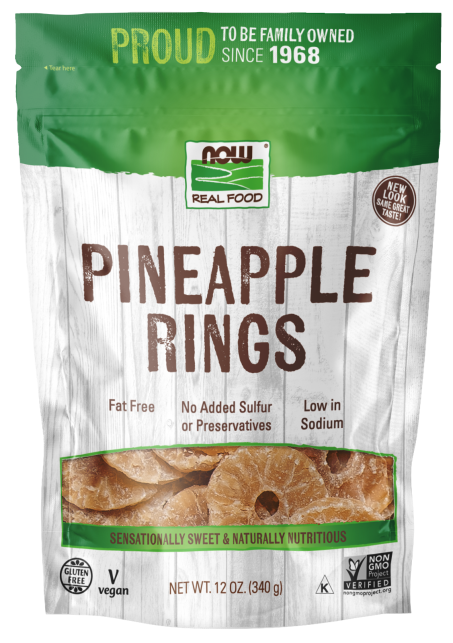 PROUD TO BE FAMILY OWNED
SINCE 1968
Tear here
NOW®
REAL FOOD
NEW
LOOK
SAME GREAT
TASTE!
PINEAPPLE
RINGS
Fat Free
No Added Sulfur
or Preservatives
Low in
Sodium
SENSATIONALLY SWEET & NATURALLY NUTRITIOUS
GLUTEN
FREE
V
vegan
NET WT. 12 OZ. (340 g)
K
NON
GMO
Project
VERIFIED
nongmoproject.org